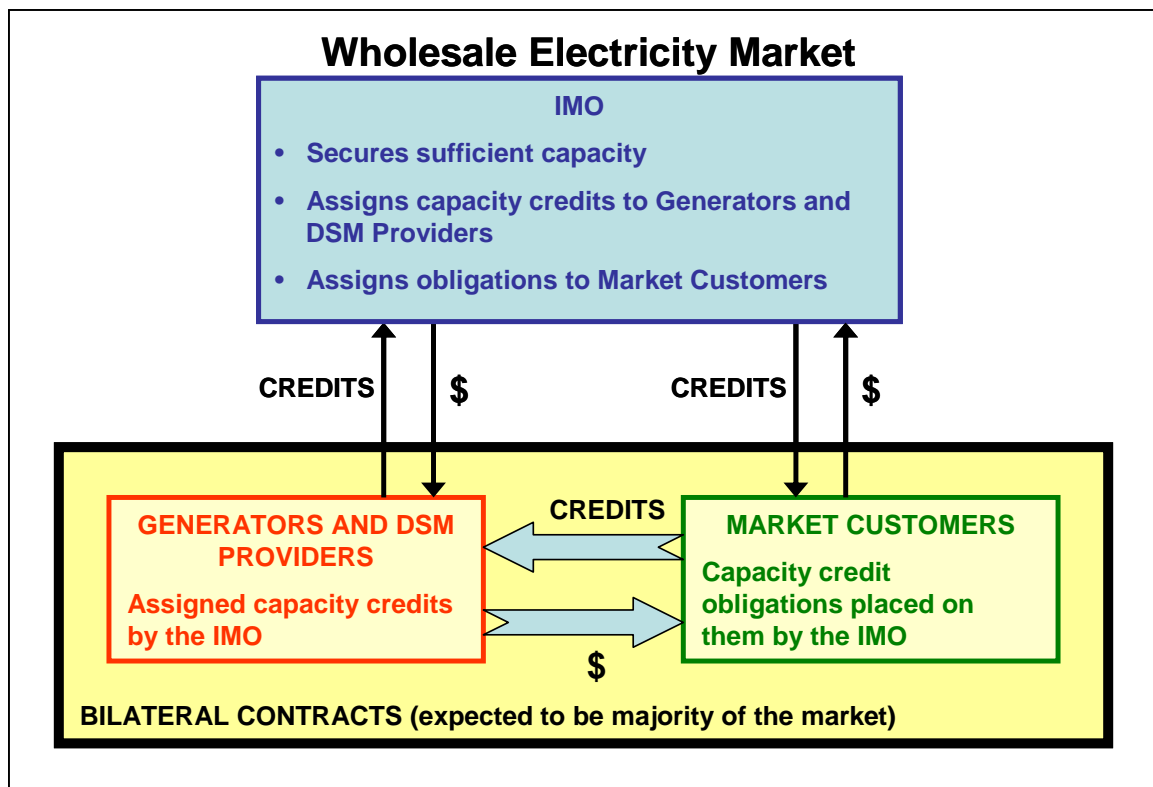 Wholesale Electricity Market
IMO
• Secures sufficient capacity
• Assigns capacity credits to Generators and
DSM Providers
• Assigns obligations to Market Customers
CREDITS
$
CREDITS
$
GENERATORS AND DSM
PROVIDERS
Assigned capacity credits
by the IMO
CREDITS
$
MARKET CUSTOMERS
Capacity credit
obligations placed on
them by the IMO
BILATERAL CONTRACTS (expected to be majority of the market)